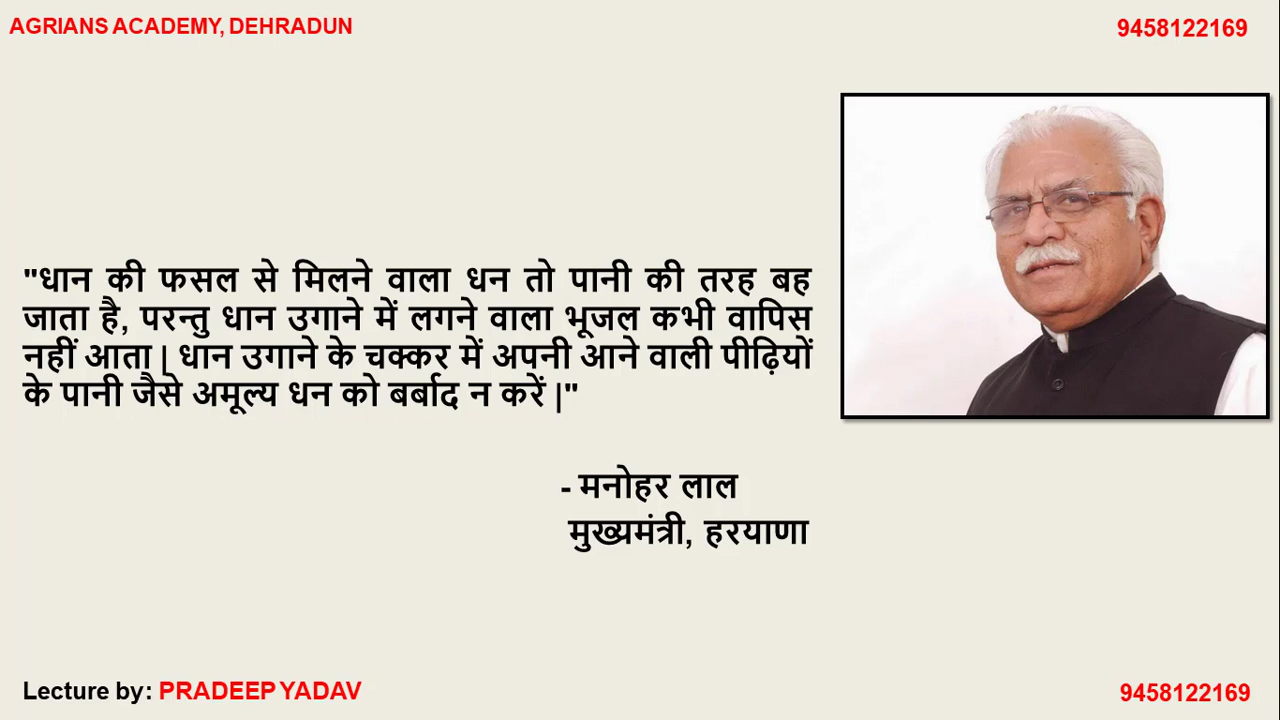 AGRIANS ACADEMY, DEHRADUN
9458122169
"धान की फसल से मिलने वाला धन तो पानी की तरह बह
जाता है, परन्तु धान उगाने में लगने वाला भूजल कभी वापिस
नहीं आता | धान उगाने के चक्कर में अपनी आने वाली पीढ़ियों
के पानी जैसे अमूल्य धन को बर्बाद न करें |"
- मनोहर लाल
मुख्यमंत्री, हरयाणा
Lecture by: PRADEEP YADAV
9458122169